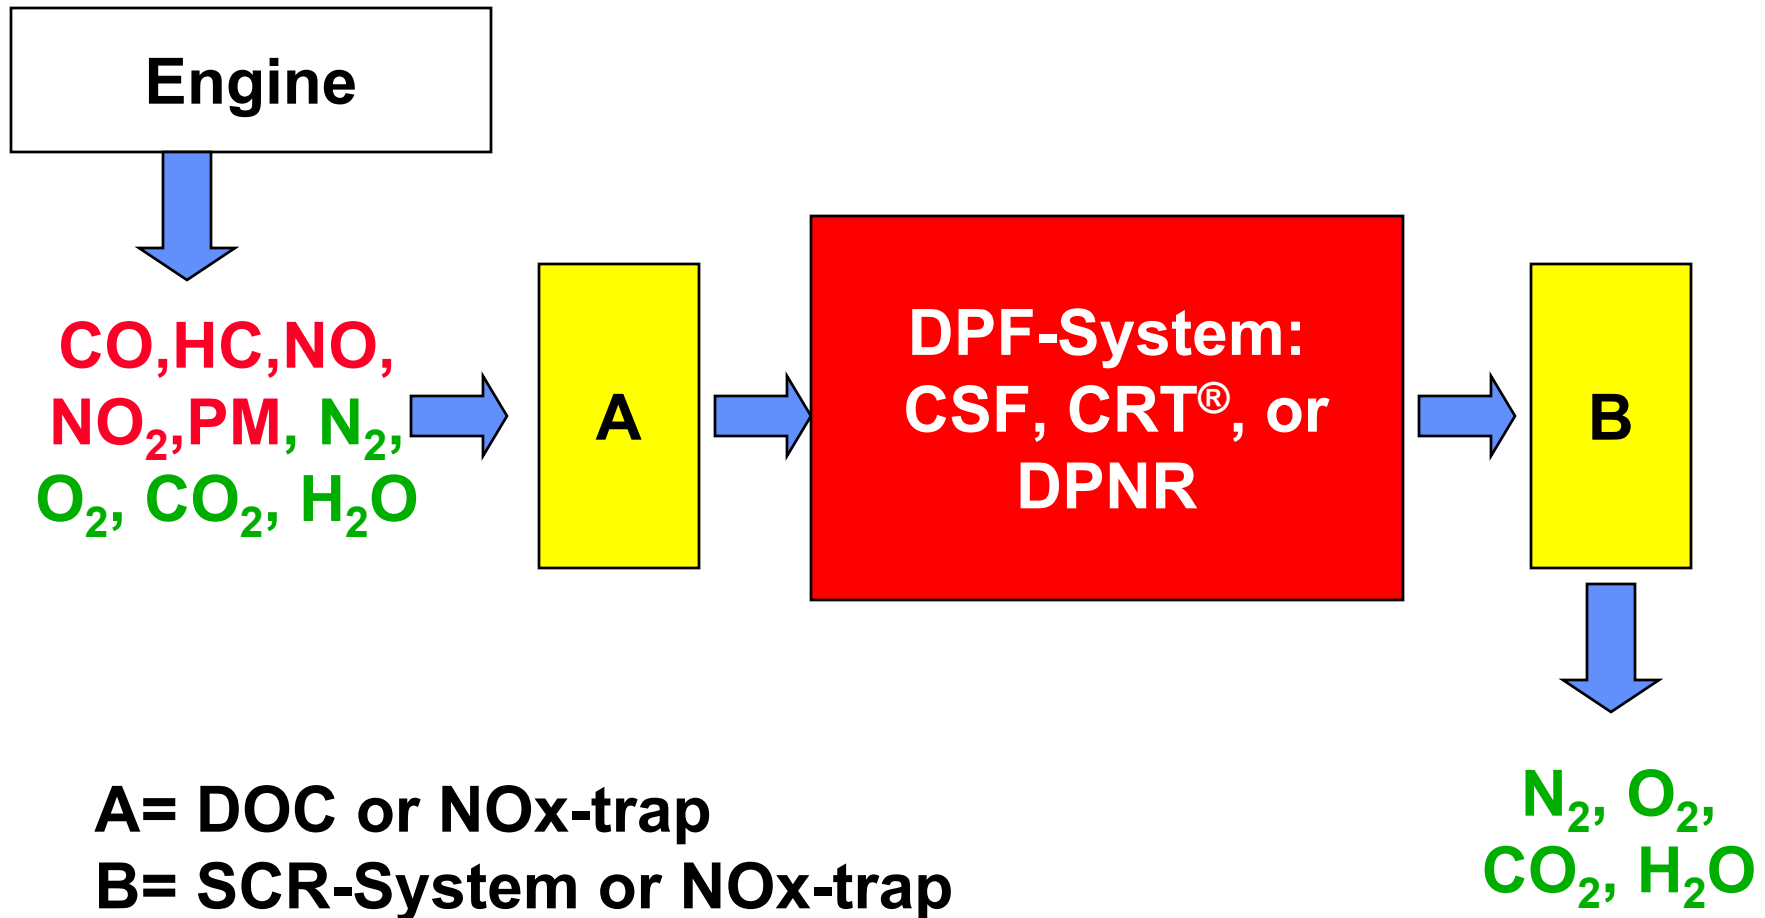 Engine
CO,HC,NO,
NO₂,PM, N₂,
O₂, CO₂, H₂O
A
DPF-System:
CSF, CRT®, or
DPNR
B
A= DOC or NOx-trap
B= SCR-System or NOx-trap
N₂, O₂,
CO₂, H₂O